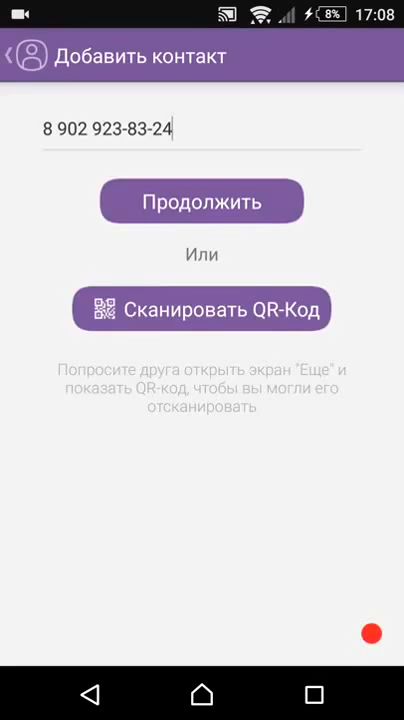 8% 17:08
Добавить контакт
8 902 923-83-24
Продолжить
Или
Сканировать QR-Код
Попросите друга открыть экран "Еще" и
показать QR-код, чтобы вы могли его
отсканировать